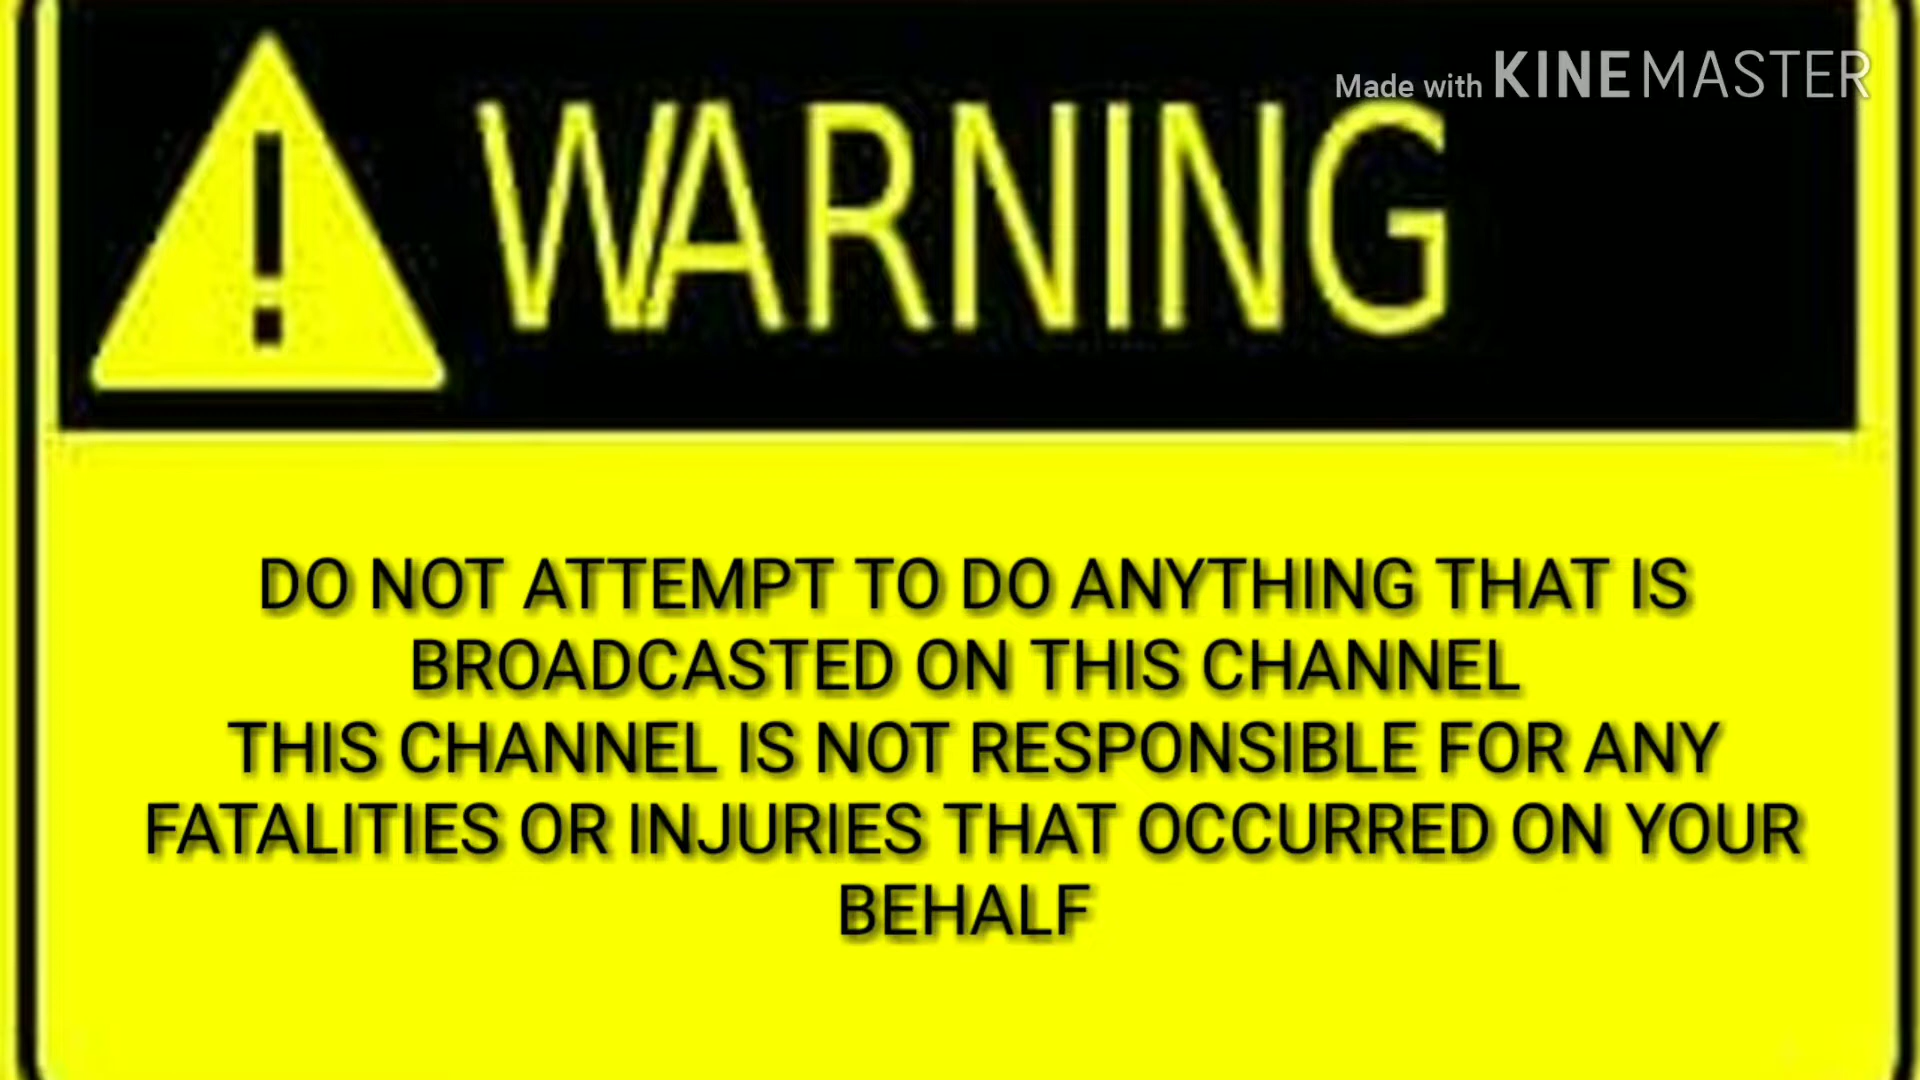 Made with KINEMASTER
WARNING
DO NOT ATTEMPT TO DO ANYTHING THAT IS
BROADCASTED ON THIS CHANNEL
THIS CHANNEL IS NOT RESPONSIBLE FOR ANY
FATALITIES OR INJURIES THAT OCCURRED ON YOUR
BEHALF